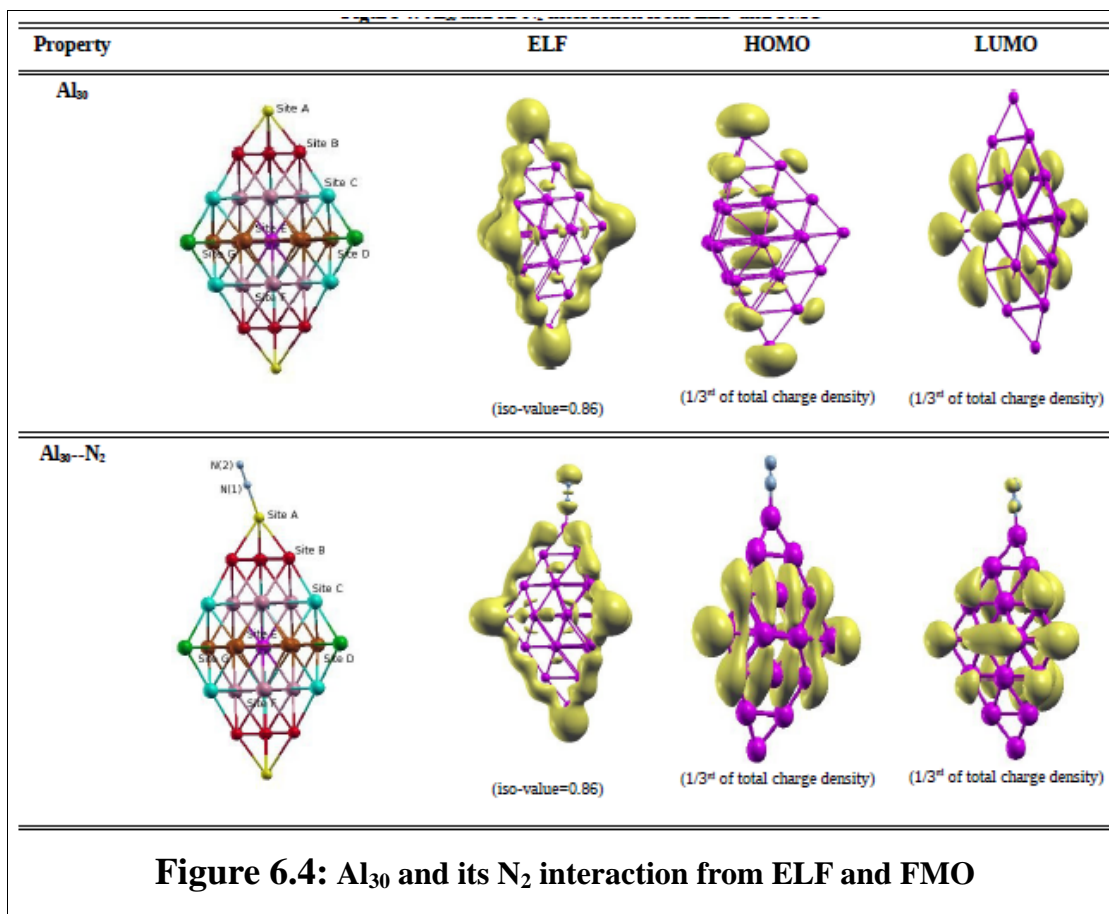 Property ELF HOMO LUMO
Al₃₀
Site A
Site B
Site C
Site E
Site G Site D
Site F
(iso-value=0.86) (1/3ʳᵈ of total charge density) (1/3ʳᵈ of total charge density)
Al₃₀--N₂
N(2)
N(1)
Site A
Site B
Site C
Site E
Site G Site D
Site F
(iso-value=0.86) (1/3ʳᵈ of total charge density) (1/3ʳᵈ of total charge density)
Figure 6.4: Al₃₀ and its N₂ interaction from ELF and FMO